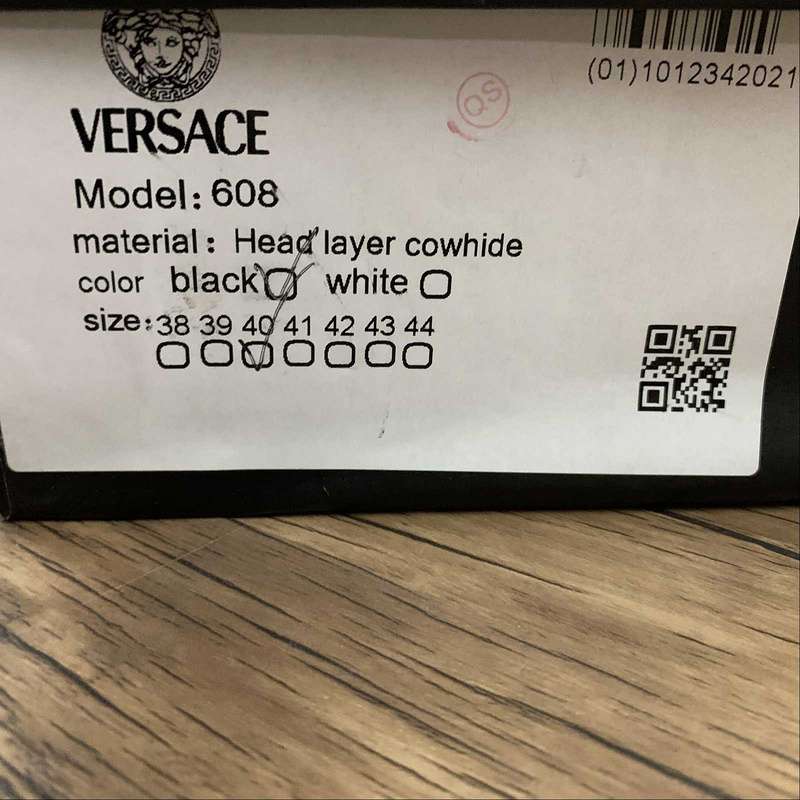 (01)1012342021
QS
VERSACE
Model: 608
material: Head layer cowhide
color black white
size: 38 39 40 41 42 43 44